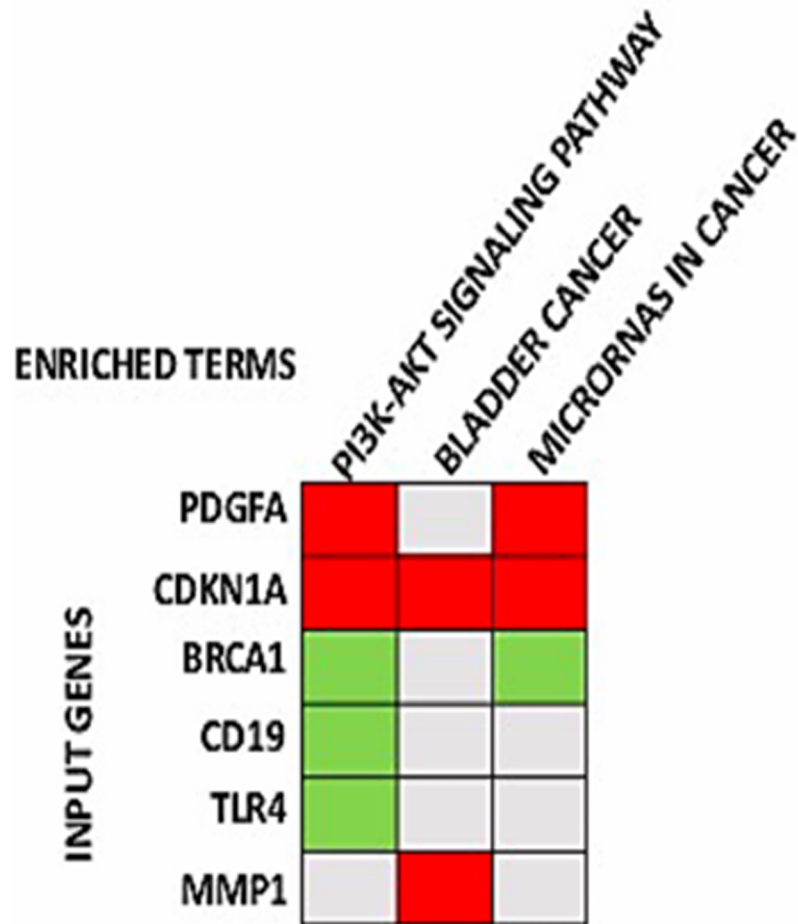 PI3K-AKT SIGNALING PATHWAY
BLADDER CANCER
MICRORNAS IN CANCER
ENRICHED TERMS
INPUT GENES
PDGFA
CDKN1A
BRCA1
CD19
TLR4
MMP1